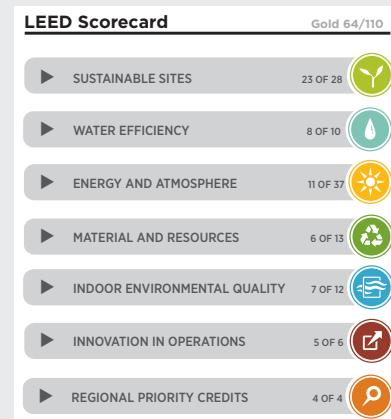 LEED Scorecard Gold 64/110
SUSTAINABLE SITES 23 OF 28
WATER EFFICIENCY 8 OF 10
ENERGY AND ATMOSPHERE 11 OF 37
MATERIAL AND RESOURCES 6 OF 13
INDOOR ENVIRONMENTAL QUALITY 7 OF 12
INNOVATION IN OPERATIONS 5 OF 6
REGIONAL PRIORITY CREDITS 4 OF 4